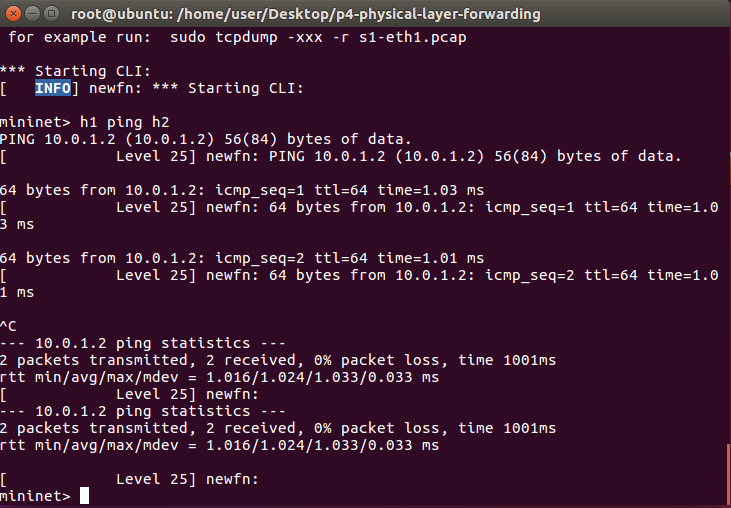 root@ubuntu: /home/user/Desktop/p4-physical-layer-forwarding
for example run:  sudo tcpdump -xxx -r s1-eth1.pcap
*** Starting CLI:
[   INFO] newfn: *** Starting CLI:
mininet> h1 ping h2
PING 10.0.1.2 (10.0.1.2) 56(84) bytes of data.
[            Level 25] newfn: PING 10.0.1.2 (10.0.1.2) 56(84) bytes of data.
64 bytes from 10.0.1.2: icmp_seq=1 ttl=64 time=1.03 ms
[            Level 25] newfn: 64 bytes from 10.0.1.2: icmp_seq=1 ttl=64 time=1.0
3 ms
64 bytes from 10.0.1.2: icmp_seq=2 ttl=64 time=1.01 ms
[            Level 25] newfn: 64 bytes from 10.0.1.2: icmp_seq=2 ttl=64 time=1.0
1 ms
^C
--- 10.0.1.2 ping statistics ---
2 packets transmitted, 2 received, 0% packet loss, time 1001ms
rtt min/avg/max/mdev = 1.016/1.024/1.033/0.033 ms
[            Level 25] newfn:
--- 10.0.1.2 ping statistics ---
2 packets transmitted, 2 received, 0% packet loss, time 1001ms
rtt min/avg/max/mdev = 1.016/1.024/1.033/0.033 ms
[            Level 25] newfn:
mininet>